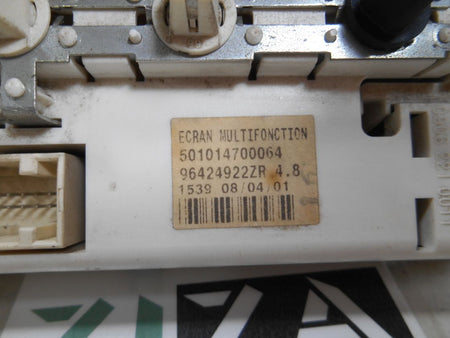 ECRAN MULTIFONCTION
501014700064
96424922ZR 4.8
1539 08/04/01